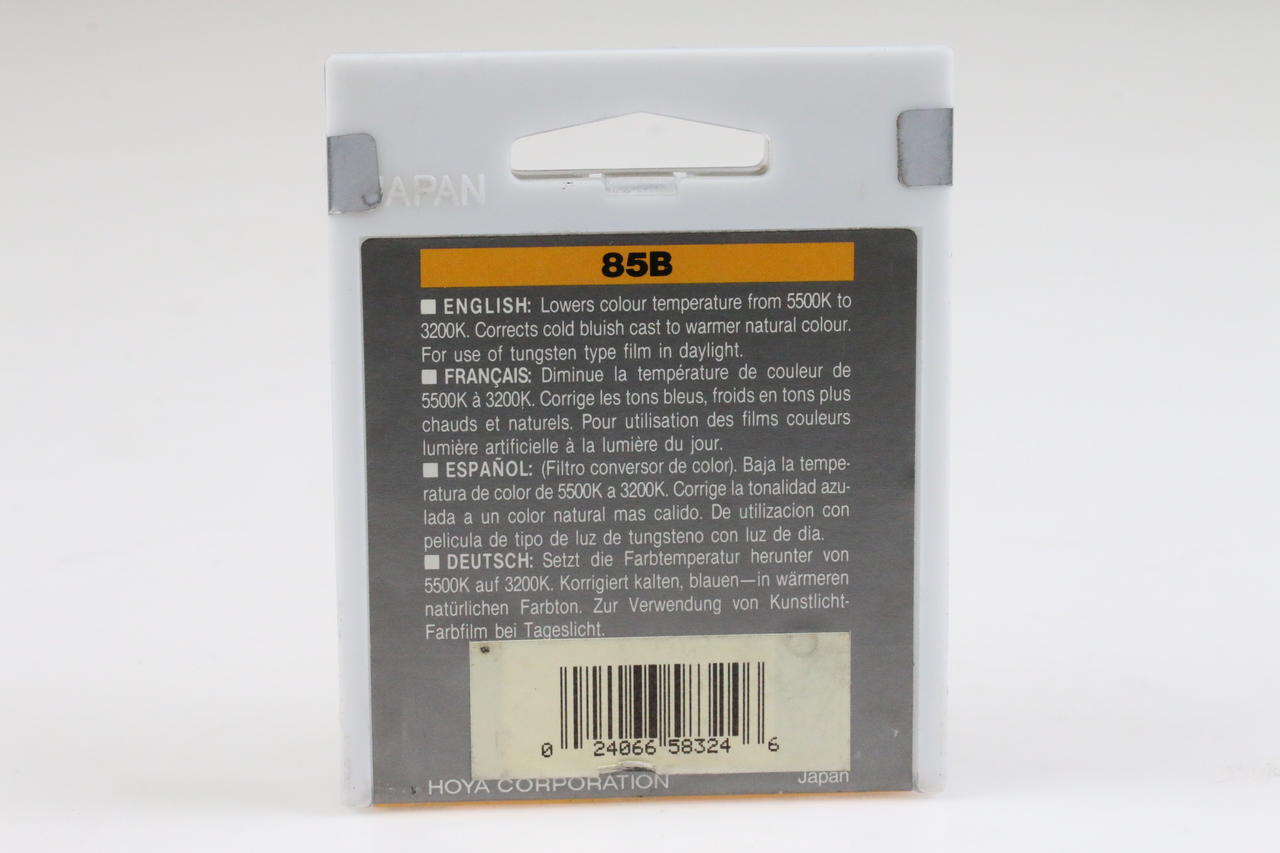 JAPAN
85B
■ ENGLISH: Lowers colour temperature from 5500K to
3200K. Corrects cold bluish cast to warmer natural colour.
For use of tungsten type film in daylight.
■ FRANÇAIS: Diminue la température de couleur de
5500K à 3200K. Corrige les tons bleus, froids en tons plus
chauds et naturels. Pour utilisation des films couleurs
lumière artificielle à la lumière du jour.
■ ESPAÑOL: (Filtro conversor de color). Baja la tempe-
ratura de color de 5500K a 3200K. Corrige la tonalidad azu-
lada a un color natural mas calido. De utilizacion con
pelicula de tipo de luz de tungsteno con luz de dia.
■ DEUTSCH: Setzt die Farbtemperatur herunter von
5500K auf 3200K. Korrigiert kalten, blauen—in wärmeren
natürlichen Farbton. Zur Verwendung von Kunstlicht-
Farbfilm bei Tageslicht.
0 24066 58324 6
HOYA CORPORATION Japan